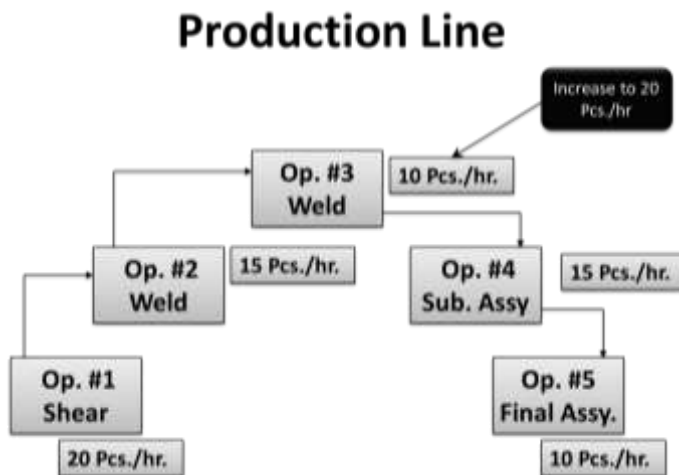 Production Line
Increase to 20
Pcs./hr
Op. #3
Weld
10 Pcs./hr.
Op. #2
Weld
15 Pcs./hr.
Op. #4
Sub. Assy
15 Pcs./hr.
Op. #1
Shear
20 Pcs./hr.
Op. #5
Final Assy.
10 Pcs./hr.